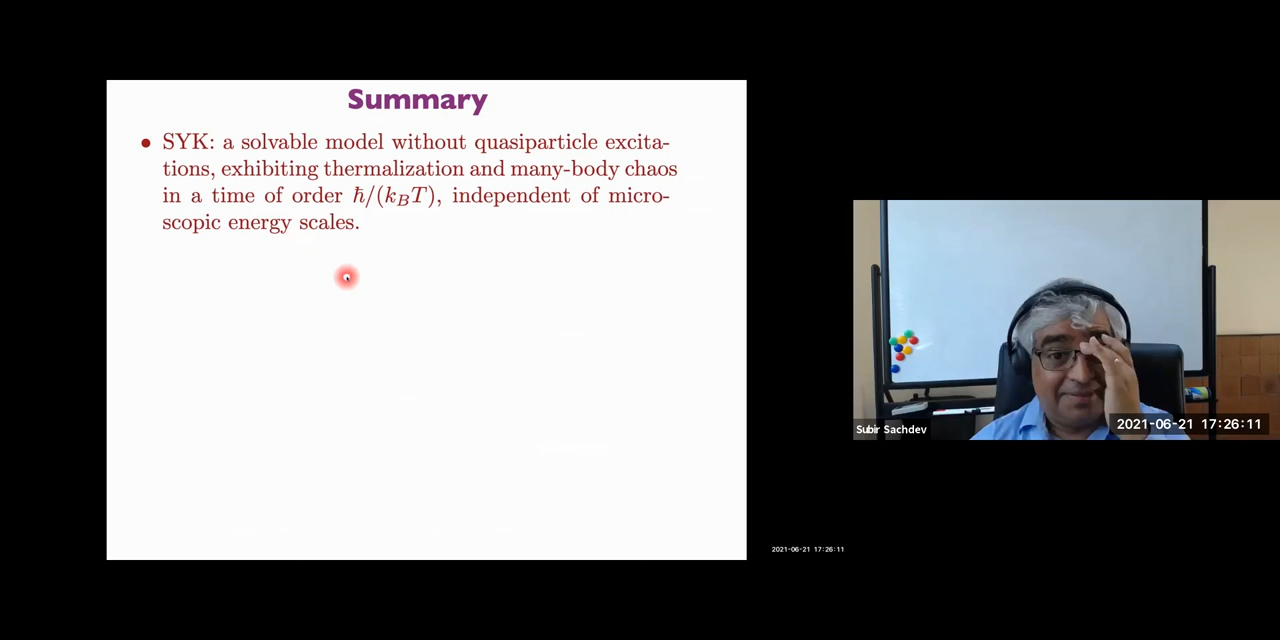 Summary
• SYK: a solvable model without quasiparticle excita-
tions, exhibiting thermalization and many-body chaos
in a time of order ℏ/(k_BT), independent of micro-
scopic energy scales.
Subir Sachdev
2021-06-21 17:26:11
2021-06-21 17:26:11